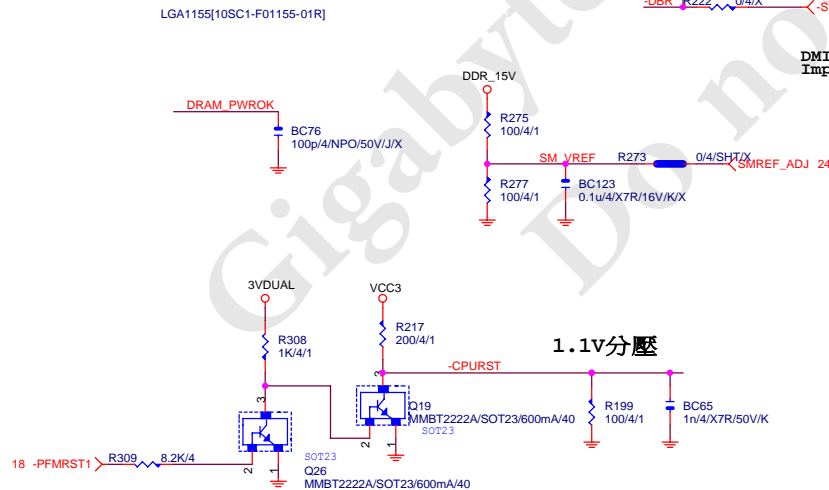 LGA1155[10SC1-F01155-01R]
-DBR R222 0/4/X -S
DMI
Imp
DRAM_PWROK
BC76
100p/4/NPO/50V/J/X
DDR_15V
R275
100/4/1
SM_VREF R273 0/4/SHT/X SMREF_ADJ 24
R277
100/4/1
BC123
0.1u/4/X7R/16V/K/X
3VDUAL
R308
1K/4/1
VCC3
R217
200/4/1
1.1V分壓
-CPURST
3
Q19
MMBT2222A/SOT23/600mA/40
SOT23
2
1
R199
100/4/1
BC65
1n/4/X7R/50V/K
3
18 -PFMRST1 R309 8.2K/4
2
1
SOT23
Q26
MMBT2222A/SOT23/600mA/40
Gigabyte
Do no